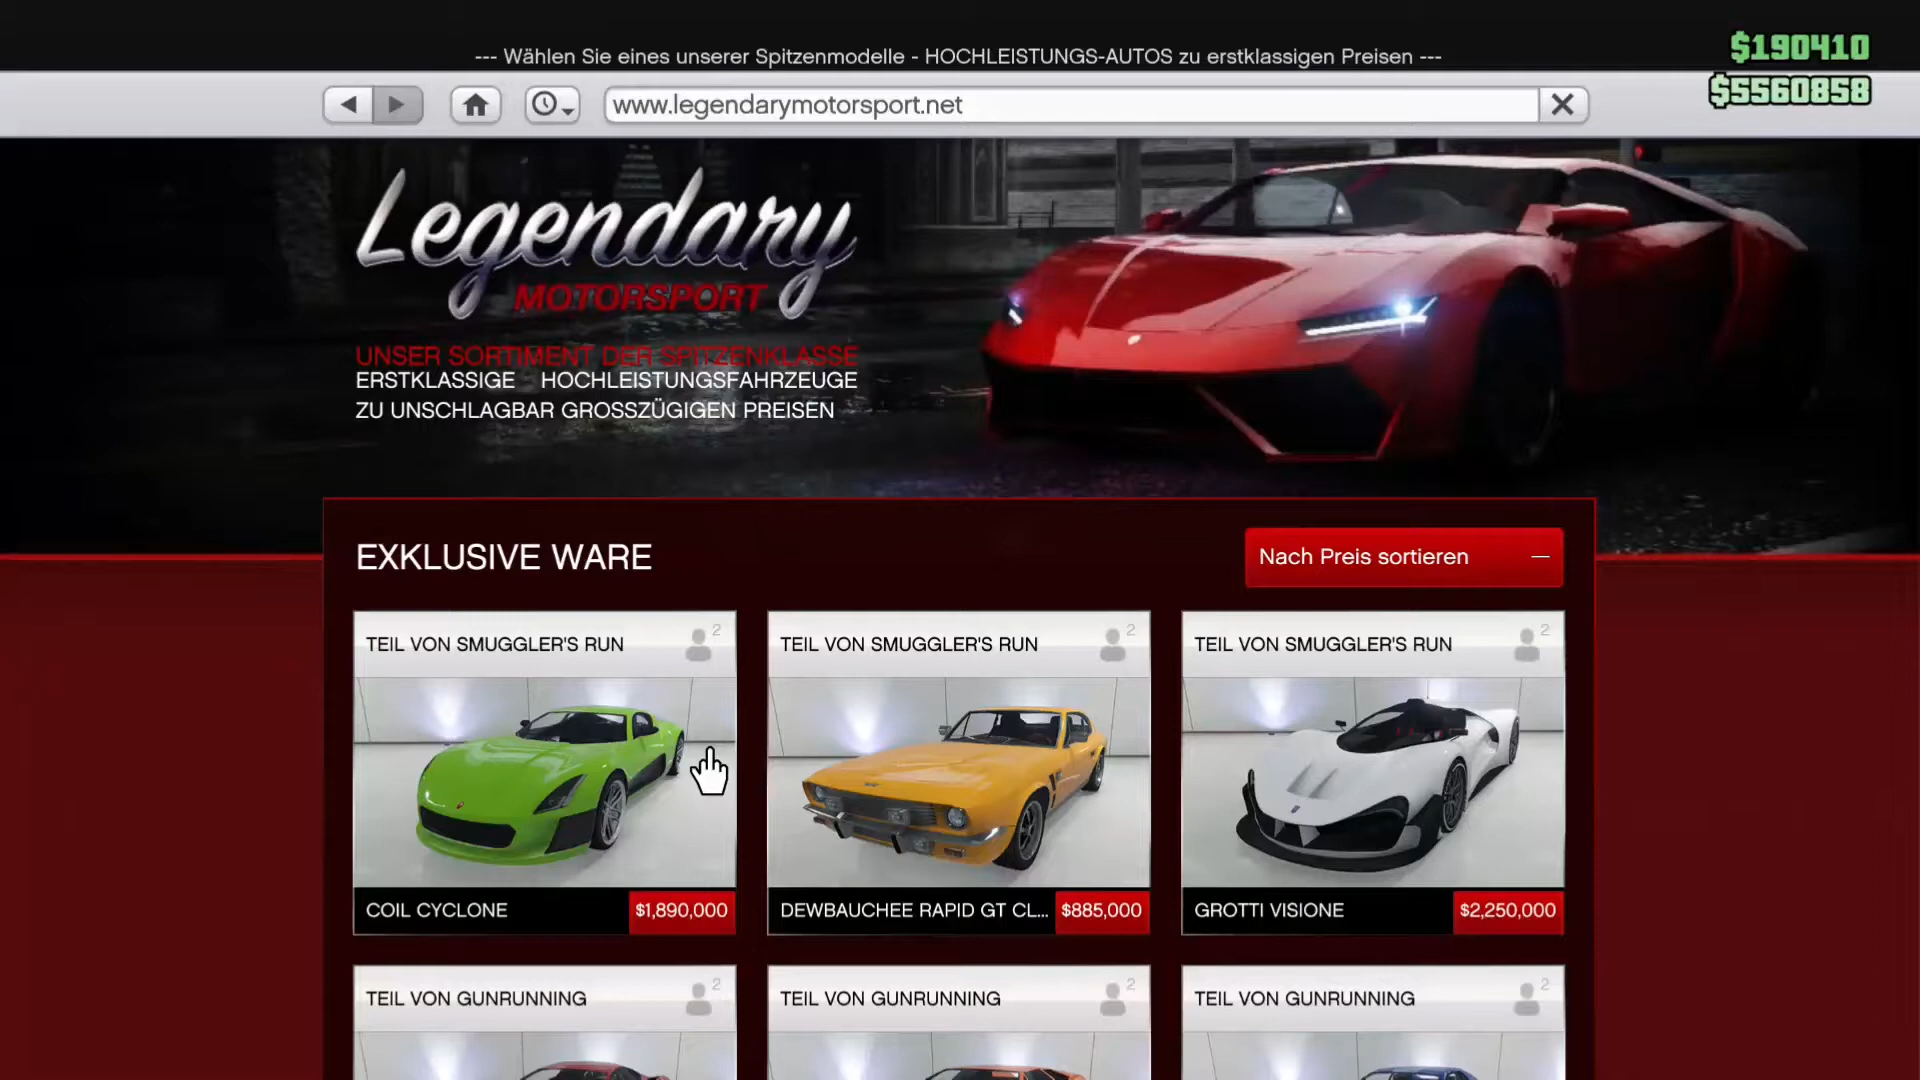 --- Wählen Sie eines unserer Spitzenmodelle - HOCHLEISTUNGS-AUTOS zu erstklassigen Preisen ---
$190410
$5560858
www.legendarymotorsport.net
Legendary
MOTORSPORT
UNSER SORTIMENT DER SPITZENKLASSE
ERSTKLASSIGE HOCHLEISTUNGSFAHRZEUGE
ZU UNSCHLAGBAR GROSSZÜGIGEN PREISEN
EXKLUSIVE WARE
Nach Preis sortieren
TEIL VON SMUGGLER'S RUN 2
TEIL VON SMUGGLER'S RUN 2
TEIL VON SMUGGLER'S RUN 2
COIL CYCLONE $1,890,000
DEWBAUCHEE RAPID GT CL... $885,000
GROTTI VISIONE $2,250,000
TEIL VON GUNRUNNING 2
TEIL VON GUNRUNNING 2
TEIL VON GUNRUNNING 2